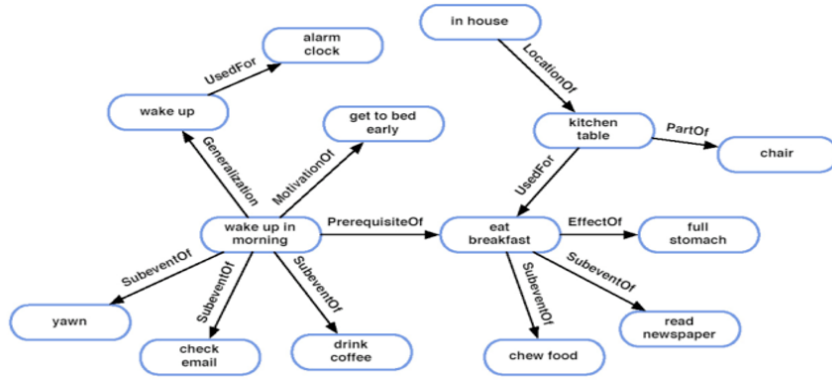 alarm
clock
in house
UsedFor
LocationOf
wake up
get to bed
early
kitchen
table
PartOf
chair
Generalization
MotivationOf
UsedFor
wake up in
morning
PrerequisiteOf
eat
breakfast
EffectOf
full
stomach
SubeventOf
SubeventOf
SubeventOf
SubeventOf
SubeventOf
yawn
check
email
drink
coffee
chew food
read
newspaper